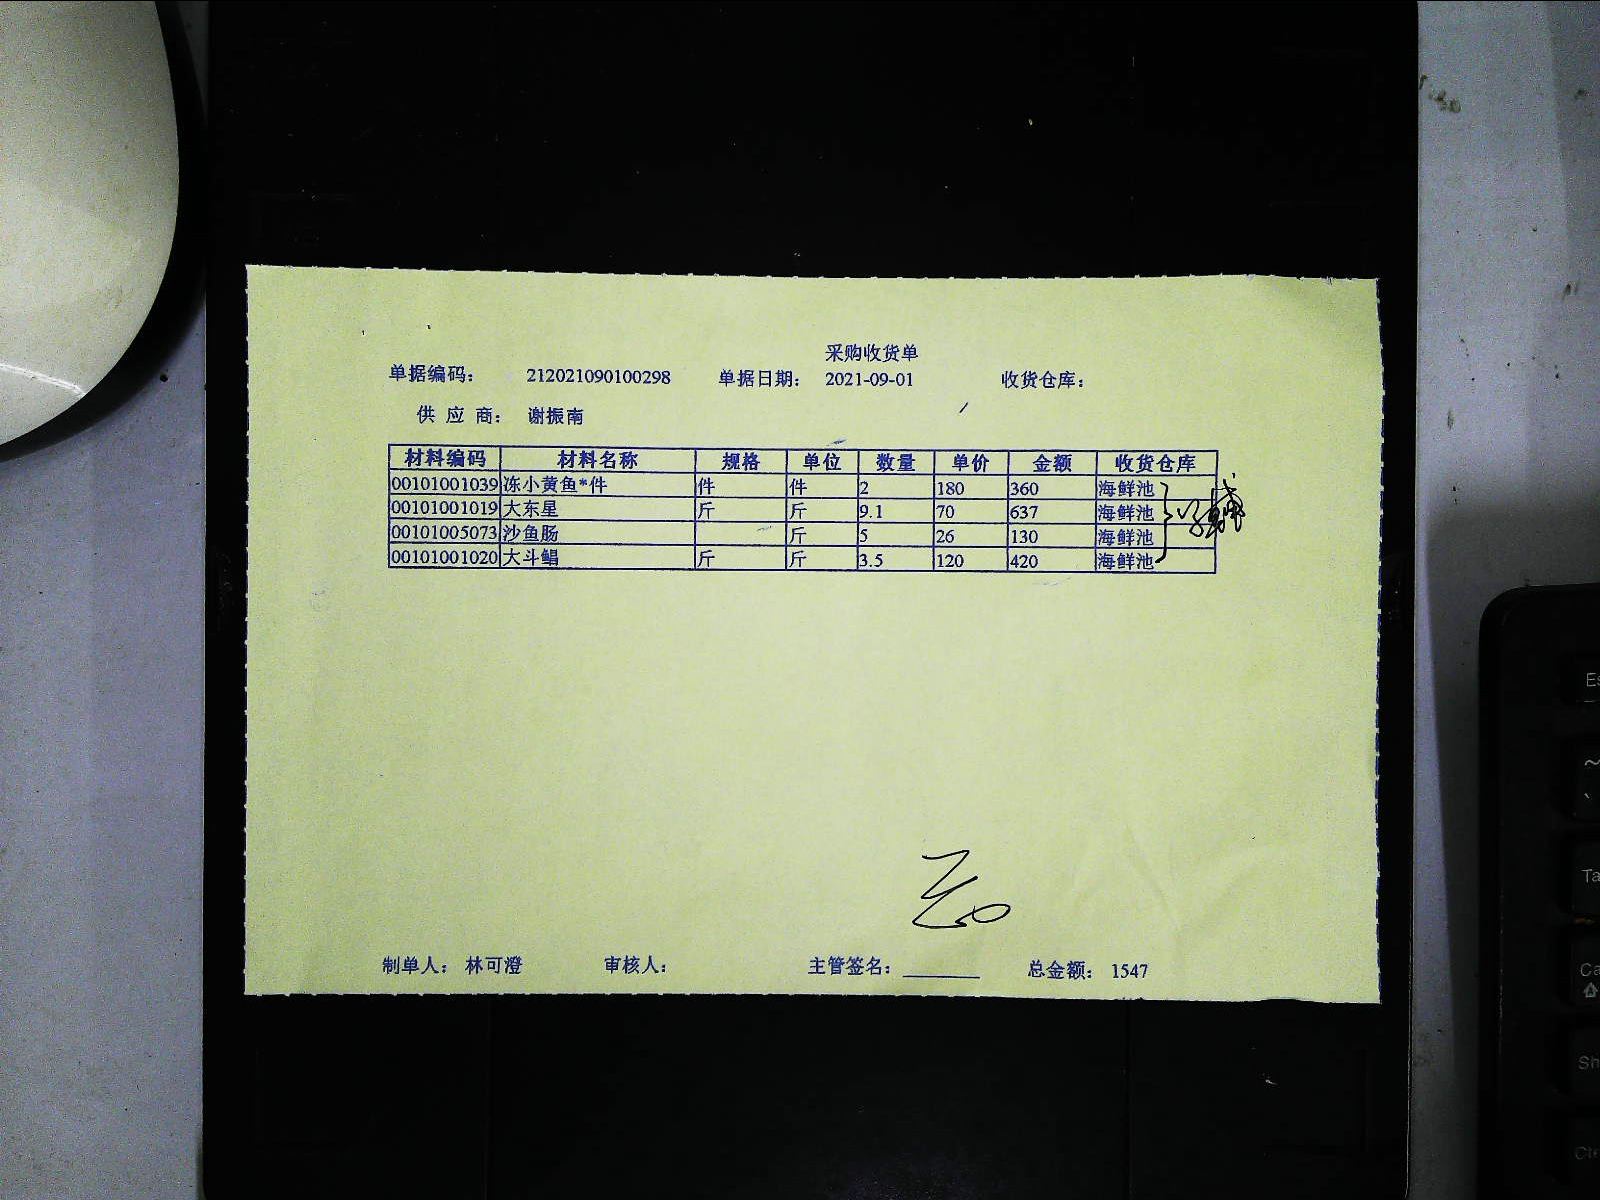 采购收货单
单据编码： 212021090100298 单据日期： 2021-09-01 收货仓库：
供 应 商： 谢振南
材料编码 材料名称 规格 单位 数量 单价 金额 收货仓库
00101001039 冻小黄鱼*件 件 件 2 180 360 海鲜池
00101001019 大东星 斤 斤 9.1 70 637 海鲜池
00101005073 沙鱼肠 斤 5 26 130 海鲜池
00101001020 大斗鲳 斤 斤 3.5 120 420 海鲜池
制单人： 林可澄 审核人： 主管签名： 总金额： 1547
Es
~
Ta
Ca
Sh